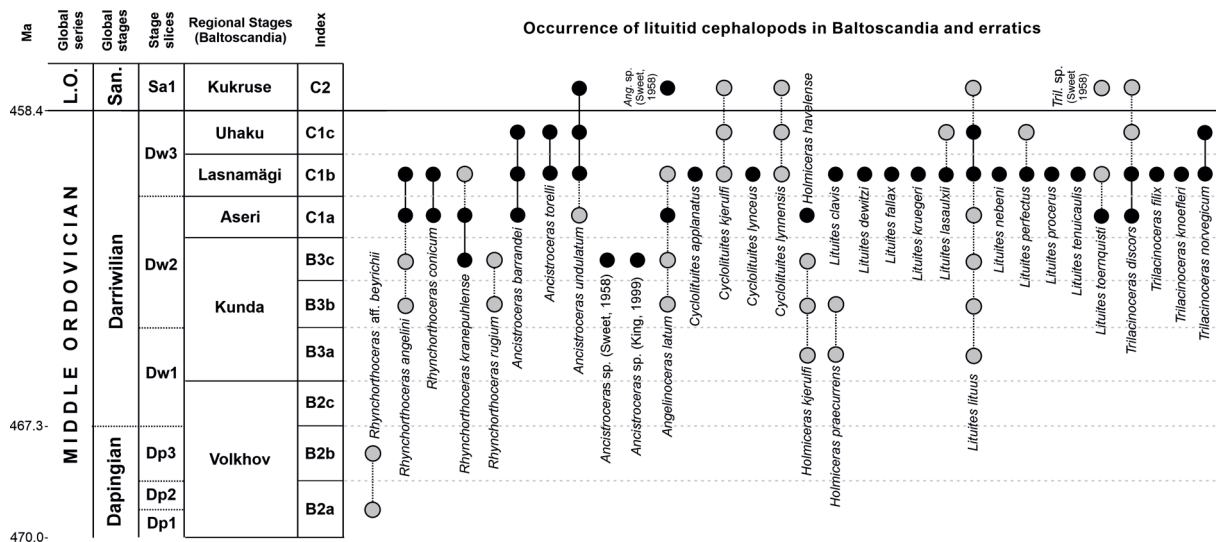 Occurrence of lituitid cephalopods in Baltoscandia and erratics
Ma
Global
series
Global
stages
Stage
slices
Regional Stages
(Baltoscandia)
Index
L.O.
San.
Sa1
Kukruse
C2
458.4
MIDDLE ORDOVICIAN
Darriwilian
Dw3
Uhaku
C1c
Lasnamägi
C1b
Dw2
Aseri
C1a
Kunda
B3c
B3b
Dw1
B3a
B2c
467.3
Dapingian
Dp3
Volkhov
B2b
Dp2
B2a
Dp1
470.0
Rhynchorthoceras aff. beyrichii
Rhynchorthoceras angelini
Rhynchorthoceras conicum
Rhynchorthoceras kranepuhlense
Rhynchorthoceras rugium
Ancistroceras barrandei
Ancistroceras torelli
Ancistroceras undulatum
Ancistroceras sp. (Sweet, 1958)
Ancistroceras sp. (King, 1999)
Ang. sp.
(Sweet,
1958)
Angelinoceras latum
Cyclolituites applanatus
Cyclolituites kjerulfi
Cyclolituites lynceus
Cyclolituites lynnensis
Holmiceras havelense
Holmiceras kjerulfi
Holmiceras praecurrens
Lituites clavis
Lituites dewitzi
Lituites fallax
Lituites kruegeri
Lituites lasauxii
Lituites lituus
Lituites nebeni
Lituites perfectus
Lituites procerus
Lituites tenuicaulis
Tril. sp.
(Sweet
1958)
Lituites toernquisti
Trilacinoceras discors
Trilacinoceras filix
Trilacinoceras knoefleri
Trilacinoceras norvegicum